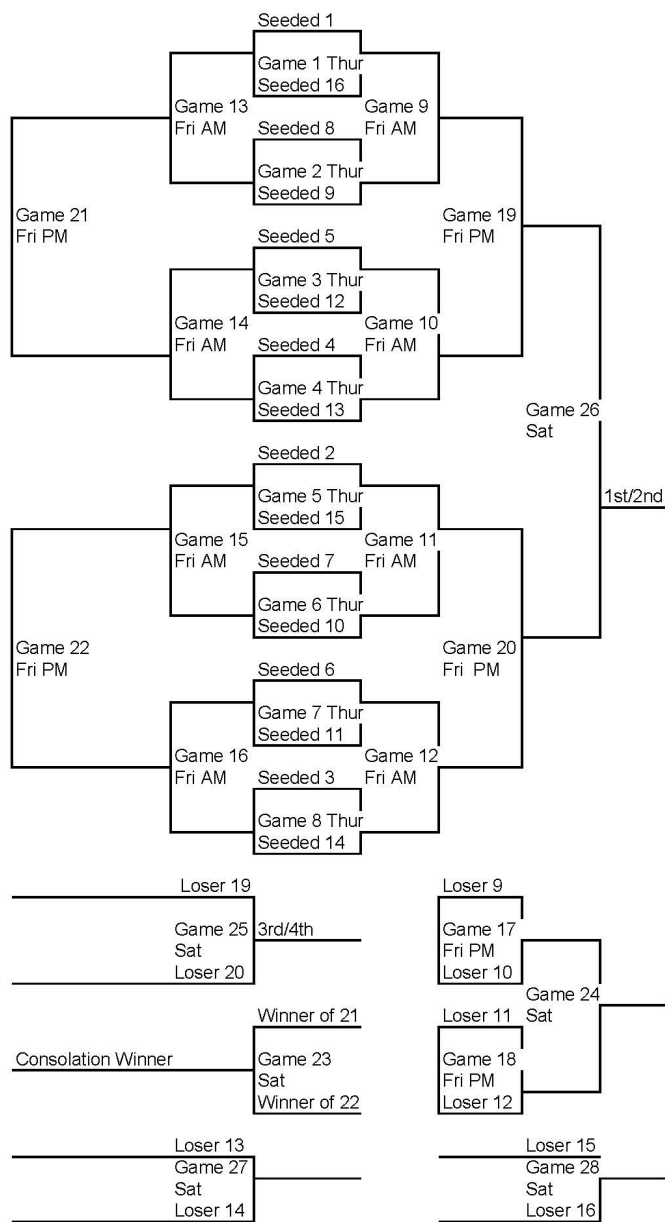 Seeded 1
Game 1 Thur
Seeded 16
Game 13
Fri AM
Game 9
Fri AM
Seeded 8
Game 2 Thur
Seeded 9
Game 21
Fri PM
Game 19
Fri PM
Seeded 5
Game 3 Thur
Seeded 12
Game 14
Fri AM
Game 10
Fri AM
Seeded 4
Game 4 Thur
Seeded 13
Game 26
Sat
Seeded 2
Game 5 Thur
Seeded 15
1st/2nd
Game 15
Fri AM
Game 11
Fri AM
Seeded 7
Game 6 Thur
Seeded 10
Game 22
Fri PM
Game 20
Fri  PM
Seeded 6
Game 7 Thur
Seeded 11
Game 16
Fri AM
Game 12
Fri AM
Seeded 3
Game 8 Thur
Seeded 14
Loser 19
Game 25
Sat
Loser 20
3rd/4th
Loser 9
Game 17
Fri PM
Loser 10
Game 24
Sat
Winner of 21
Consolation Winner
Game 23
Sat
Winner of 22
Loser 11
Game 18
Fri PM
Loser 12
Loser 13
Game 27
Sat
Loser 14
Loser 15
Game 28
Sat
Loser 16